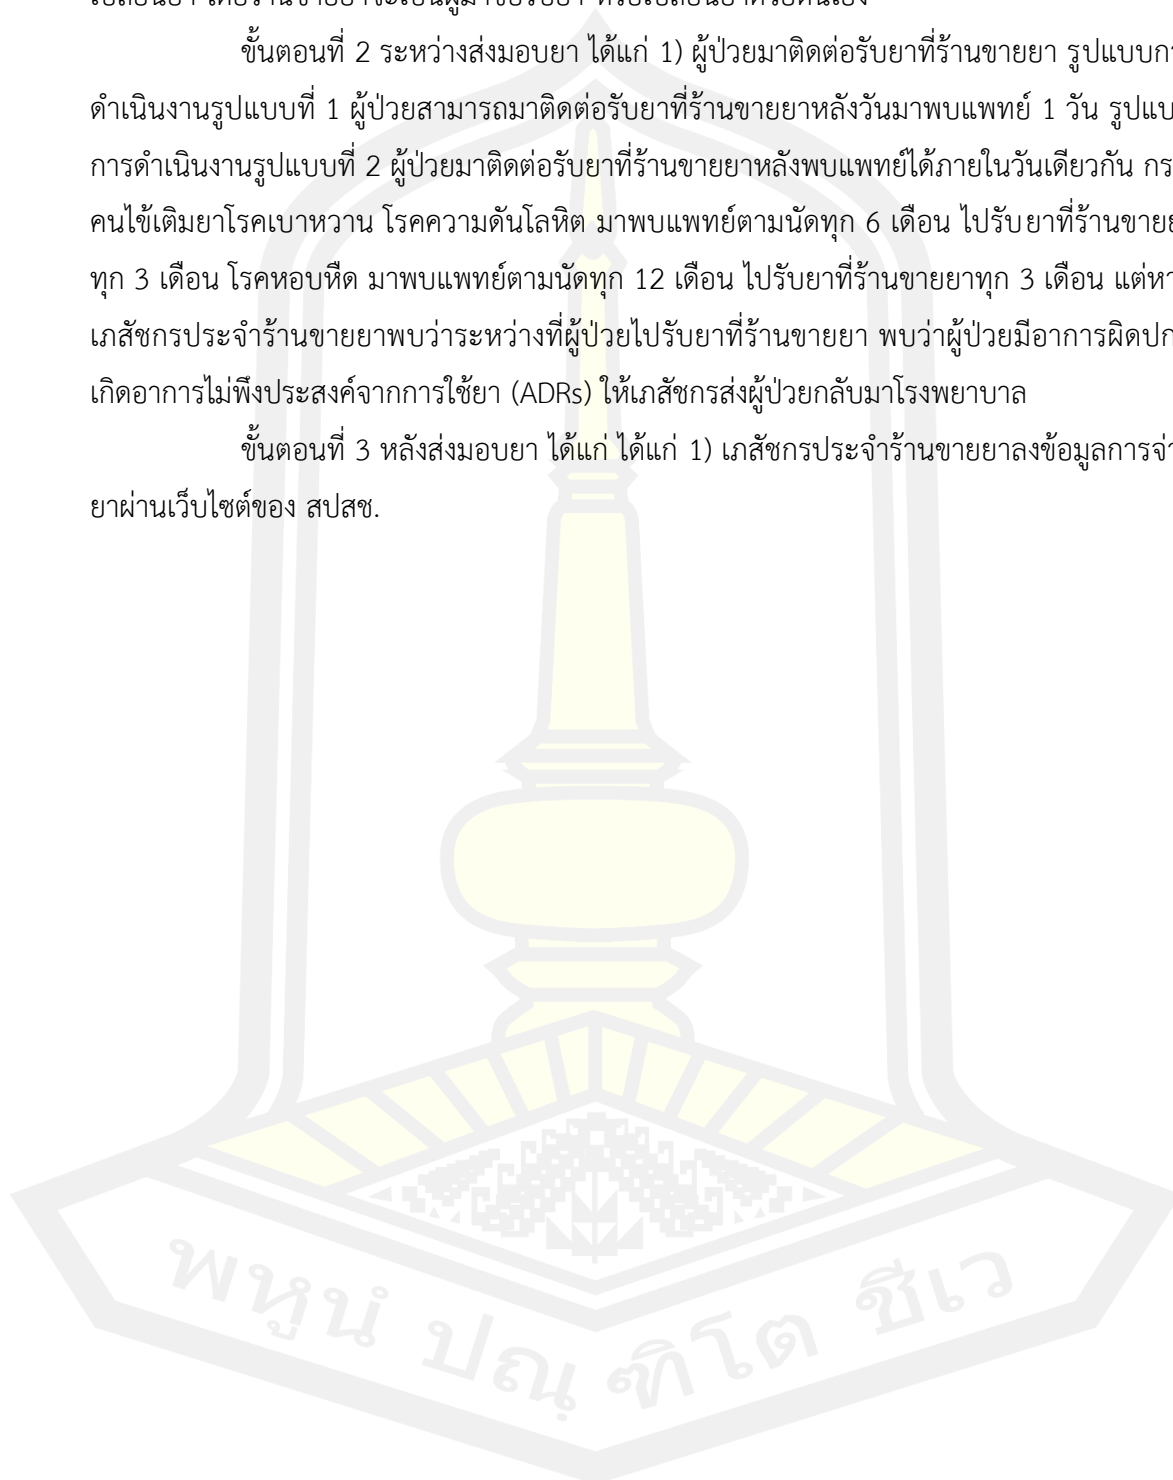 ขั้นตอนที่ 2 ระหว่างส่งมอบยา ได้แก่ 1) ผู้ป่วยมาติดต่อรับยาที่ร้านขายยา รูปแบบกา
ดำเนินงานรูปแบบที่ 1 ผู้ป่วยสามารถมาติดต่อรับยาที่ร้านขายยาหลังวันมาพบแพทย์ 1 วัน รูปแบ
การดำเนินงานรูปแบบที่ 2 ผู้ป่วยมาติดต่อรับยาที่ร้านขายยาหลังพบแพทย์ได้ภายในวันเดียวกัน กร
คนไข้เติมยาโรคเบาหวาน โรคความดันโลหิต มาพบแพทย์ตามนัดทุก 6 เดือน ไปรับยาที่ร้านขายย
ทุก 3 เดือน โรคหอบหืด มาพบแพทย์ตามนัดทุก 12 เดือน ไปรับยาที่ร้านขายยาทุก 3 เดือน แต่หา
เภสัชกรประจำร้านขายยาพบว่าระหว่างที่ผู้ป่วยไปรับยาที่ร้านขายยา พบว่าผู้ป่วยมีอาการผิดปก
เกิดอาการไม่พึงประสงค์จากการใช้ยา (ADRs) ให้เภสัชกรส่งผู้ป่วยกลับมาโรงพยาบาล
ขั้นตอนที่ 3 หลังส่งมอบยา ได้แก่ ได้แก่ 1) เภสัชกรประจำร้านขายยาลงข้อมูลการจ่า
ยาผ่านเว็บไซต์ของ สปสช.
พหูนํ ปณฺฑิโต ชีเว